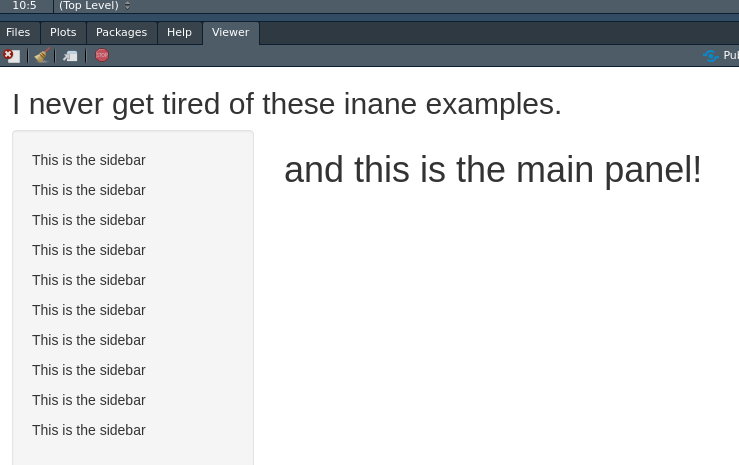 10:5 (Top Level)
Files Plots Packages Help Viewer
STOP
I never get tired of these inane examples.
This is the sidebar
This is the sidebar
This is the sidebar
This is the sidebar
This is the sidebar
This is the sidebar
This is the sidebar
This is the sidebar
This is the sidebar
This is the sidebar
and this is the main panel!